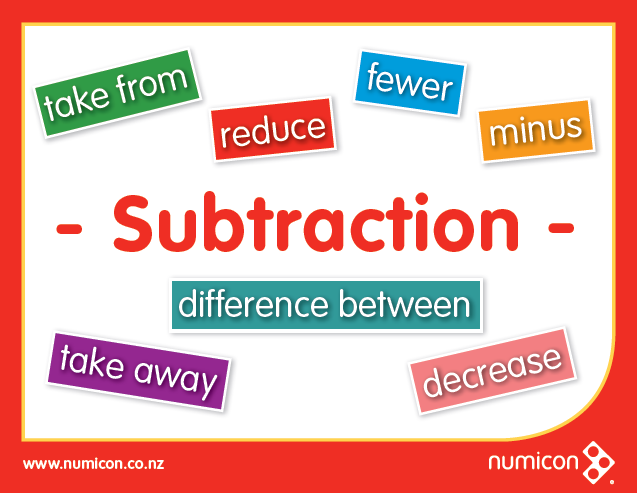 take from
fewer
reduce
minus
- Subtraction -
difference between
take away
decrease
www.numicon.co.nz
numicon